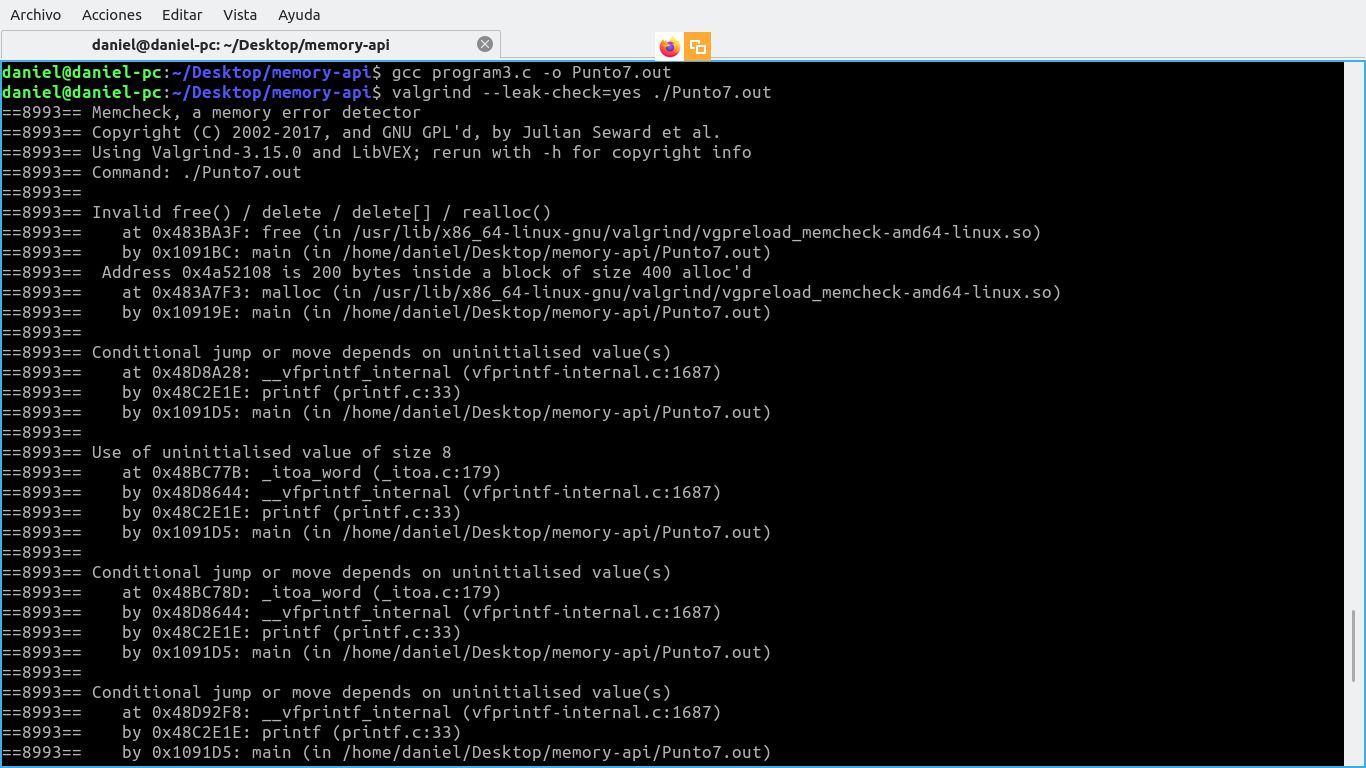 Archivo Acciones Editar Vista Ayuda
daniel@daniel-pc: ~/Desktop/memory-api
daniel@daniel-pc:~/Desktop/memory-api$ gcc program3.c -o Punto7.out
daniel@daniel-pc:~/Desktop/memory-api$ valgrind --leak-check=yes ./Punto7.out
==8993== Memcheck, a memory error detector
==8993== Copyright (C) 2002-2017, and GNU GPL'd, by Julian Seward et al.
==8993== Using Valgrind-3.15.0 and LibVEX; rerun with -h for copyright info
==8993== Command: ./Punto7.out
==8993==
==8993== Invalid free() / delete / delete[] / realloc()
==8993==    at 0x483BA3F: free (in /usr/lib/x86_64-linux-gnu/valgrind/vgpreload_memcheck-amd64-linux.so)
==8993==    by 0x1091BC: main (in /home/daniel/Desktop/memory-api/Punto7.out)
==8993==  Address 0x4a52108 is 200 bytes inside a block of size 400 alloc'd
==8993==    at 0x483A7F3: malloc (in /usr/lib/x86_64-linux-gnu/valgrind/vgpreload_memcheck-amd64-linux.so)
==8993==    by 0x10919E: main (in /home/daniel/Desktop/memory-api/Punto7.out)
==8993==
==8993== Conditional jump or move depends on uninitialised value(s)
==8993==    at 0x48D8A28: __vfprintf_internal (vfprintf-internal.c:1687)
==8993==    by 0x48C2E1E: printf (printf.c:33)
==8993==    by 0x1091D5: main (in /home/daniel/Desktop/memory-api/Punto7.out)
==8993==
==8993== Use of uninitialised value of size 8
==8993==    at 0x48BC77B: _itoa_word (_itoa.c:179)
==8993==    by 0x48D8644: __vfprintf_internal (vfprintf-internal.c:1687)
==8993==    by 0x48C2E1E: printf (printf.c:33)
==8993==    by 0x1091D5: main (in /home/daniel/Desktop/memory-api/Punto7.out)
==8993==
==8993== Conditional jump or move depends on uninitialised value(s)
==8993==    at 0x48BC78D: _itoa_word (_itoa.c:179)
==8993==    by 0x48D8644: __vfprintf_internal (vfprintf-internal.c:1687)
==8993==    by 0x48C2E1E: printf (printf.c:33)
==8993==    by 0x1091D5: main (in /home/daniel/Desktop/memory-api/Punto7.out)
==8993==
==8993== Conditional jump or move depends on uninitialised value(s)
==8993==    at 0x48D92F8: __vfprintf_internal (vfprintf-internal.c:1687)
==8993==    by 0x48C2E1E: printf (printf.c:33)
==8993==    by 0x1091D5: main (in /home/daniel/Desktop/memory-api/Punto7.out)